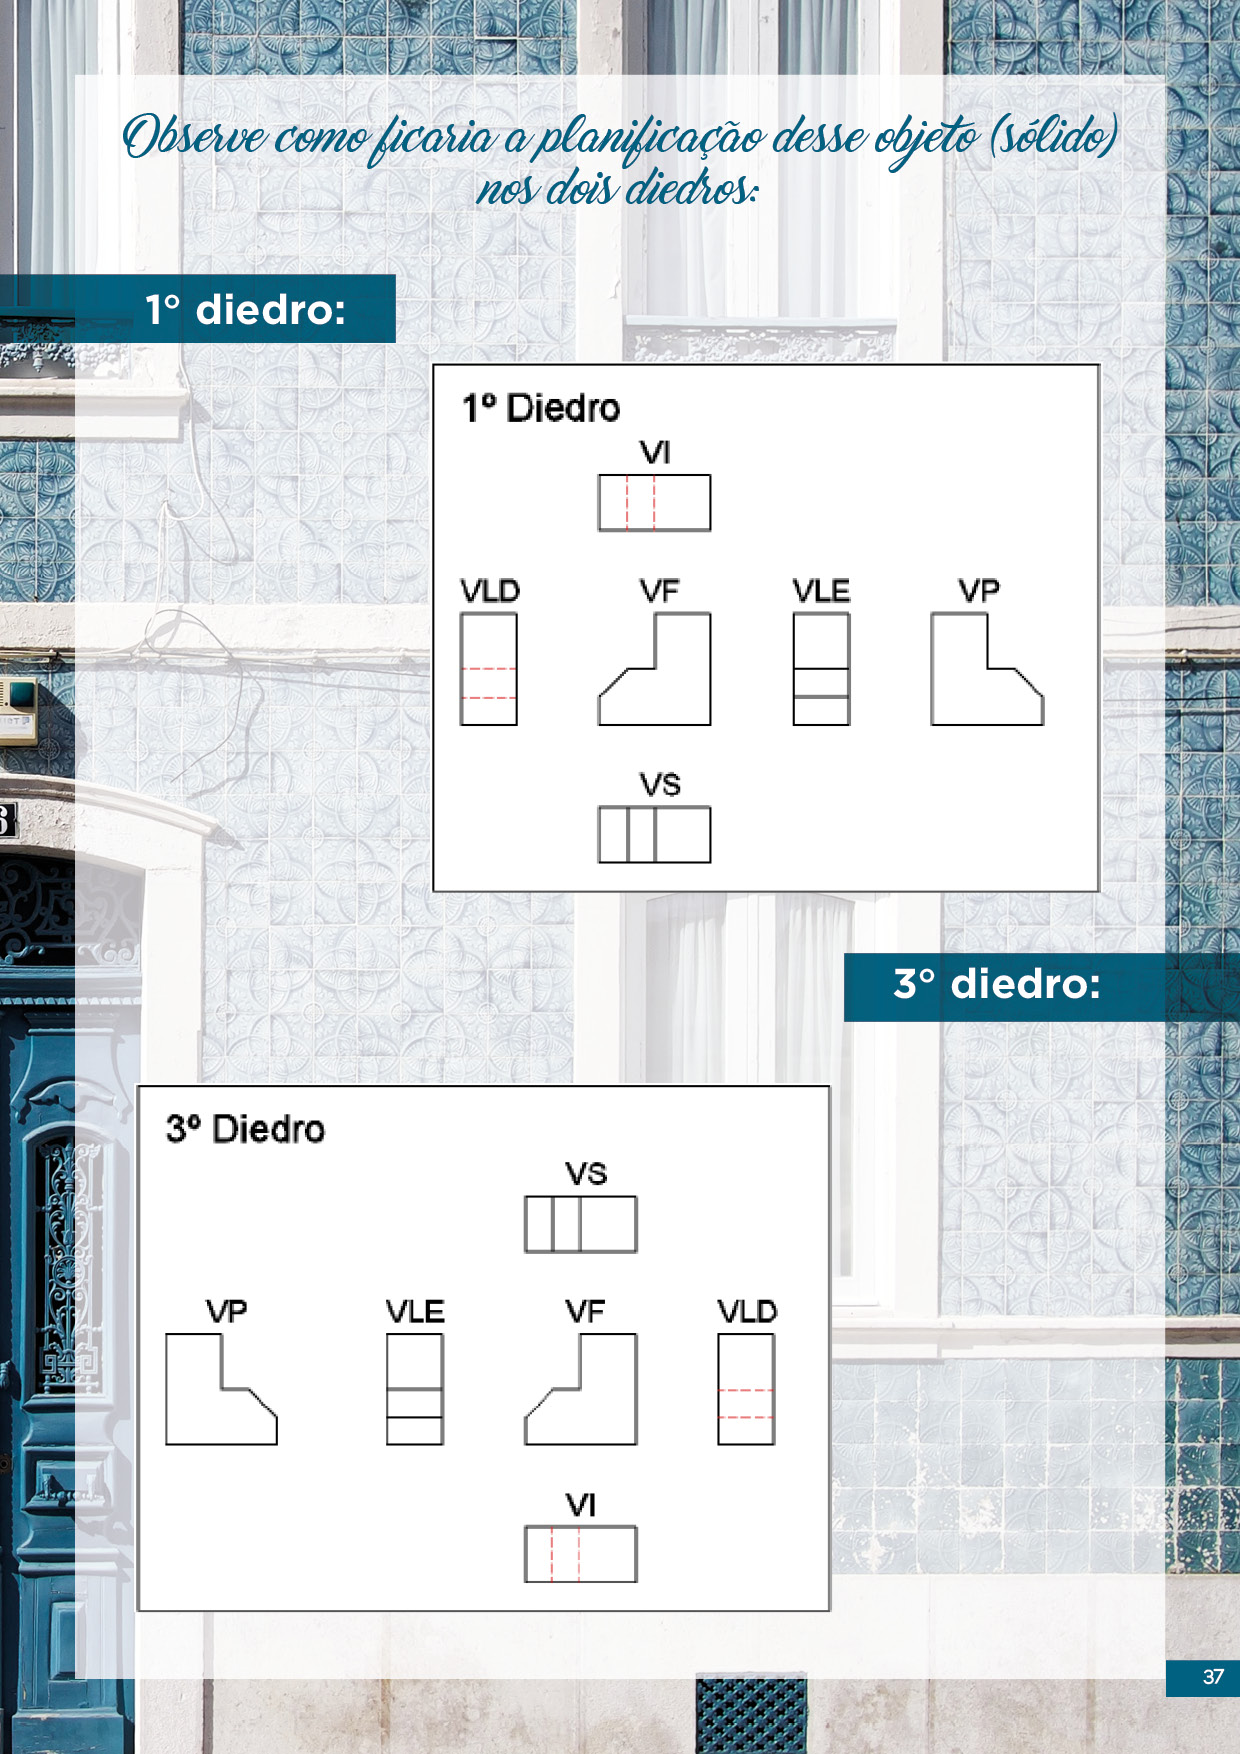 Observe como ficaria a planificação desse objeto (sólido)
nos dois diedros:
1° diedro:
1º Diedro
VI
VLD VF VLE VP
VS
3° diedro:
3º Diedro
VS
VP VLE VF VLD
VI
37